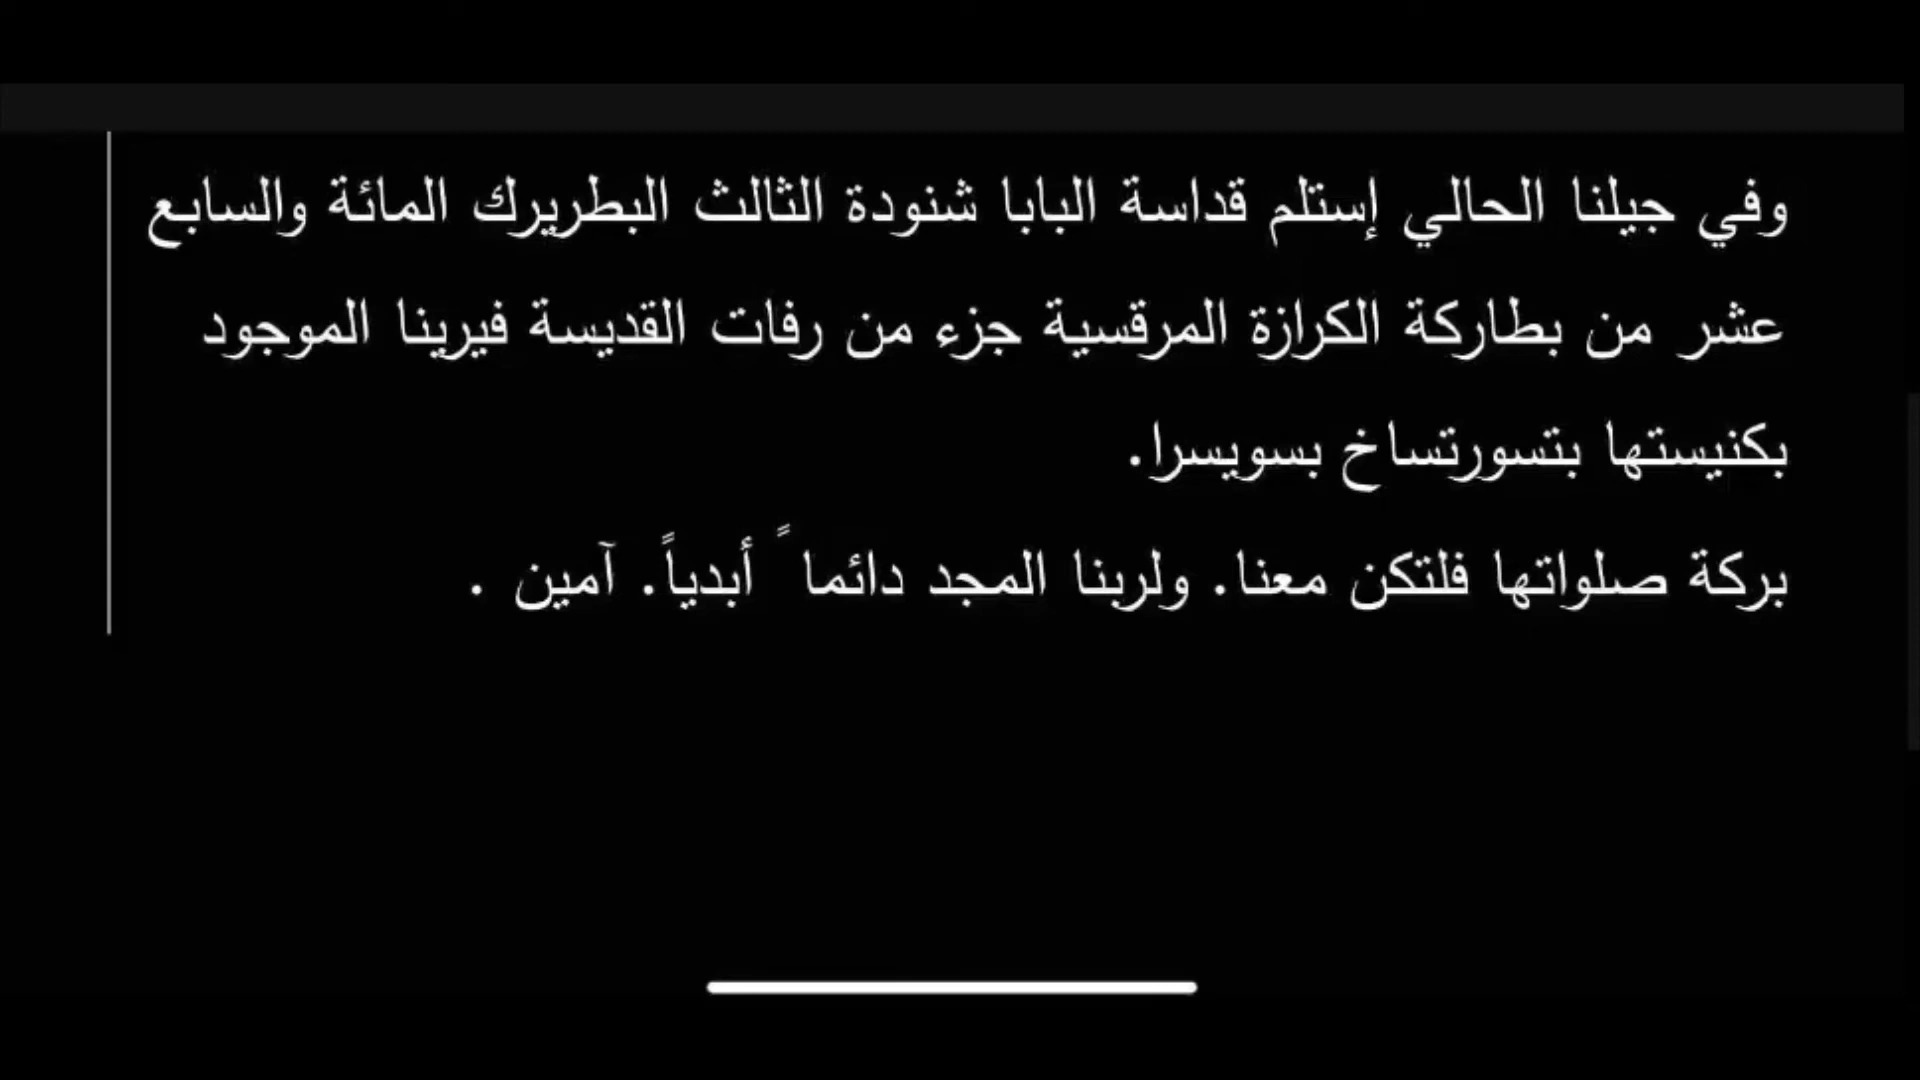 وفي جيلنا الحالي إستلم قداسة البابا شنودة الثالث البطريرك المائة والسابع
عشر من بطاركة الكرازة المرقسية جزء من رفات القديسة فيرينا الموجود
بكنيستها بتسورتساخ بسويسرا.
بركة صلواتها فلتكن معنا. ولربنا المجد دائما ً أبدياً. آمين .